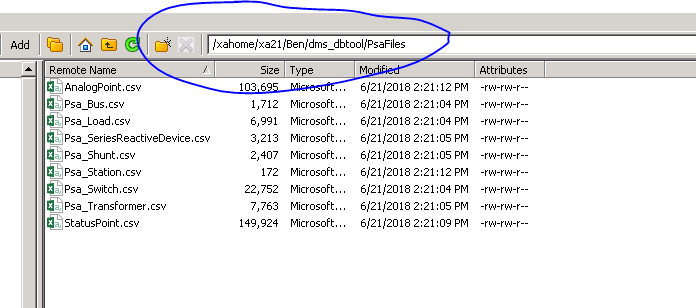 Add /xahome/xa21/Ben/dms_dbtool/PsaFiles
Remote Name Size Type Modified Attributes
AnalogPoint.csv 103,695 Microsoft... 6/21/2018 2:21:12 PM -rw-rw-r--
Psa_Bus.csv 1,712 Microsoft... 6/21/2018 2:21:04 PM -rw-rw-r--
Psa_Load.csv 6,991 Microsoft... 6/21/2018 2:21:04 PM -rw-rw-r--
Psa_SeriesReactiveDevice.csv 3,213 Microsoft... 6/21/2018 2:21:05 PM -rw-rw-r--
Psa_Shunt.csv 2,407 Microsoft... 6/21/2018 2:21:05 PM -rw-rw-r--
Psa_Station.csv 172 Microsoft... 6/21/2018 2:21:12 PM -rw-rw-r--
Psa_Switch.csv 22,752 Microsoft... 6/21/2018 2:21:04 PM -rw-rw-r--
Psa_Transformer.csv 7,763 Microsoft... 6/21/2018 2:21:05 PM -rw-rw-r--
StatusPoint.csv 149,924 Microsoft... 6/21/2018 2:21:09 PM -rw-rw-r--